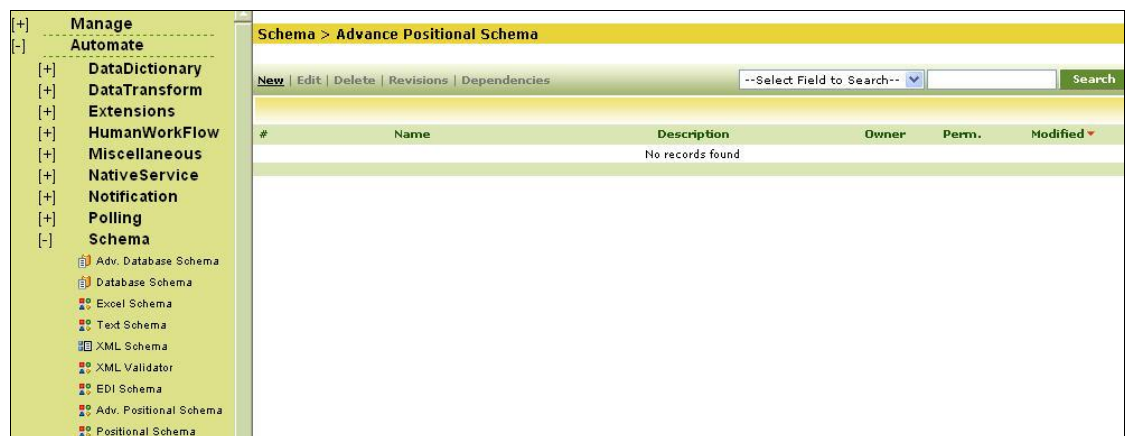 [+] Manage
[-] Automate
[+] DataDictionary
[+] DataTransform
[+] Extensions
[+] HumanWorkFlow
[+] Miscellaneous
[+] NativeService
[+] Notification
[+] Polling
[-] Schema
Adv. Database Schema
Database Schema
Excel Schema
Text Schema
XML Schema
XML Validator
EDI Schema
Adv. Positional Schema
Positional Schema
Schema > Advance Positional Schema
New | Edit | Delete | Revisions | Dependencies --Select Field to Search-- Search
# Name Description Owner Perm. Modified
No records found